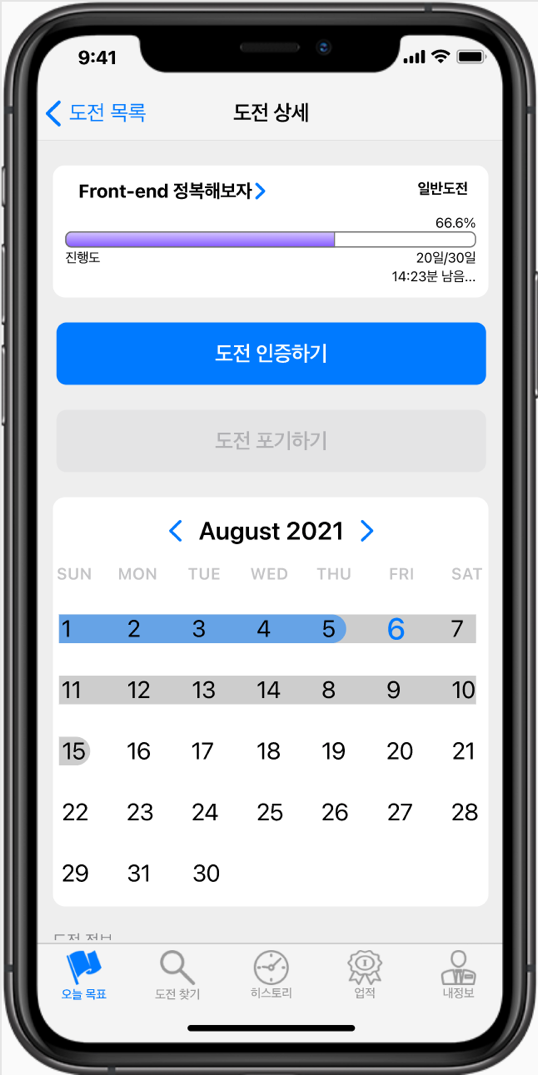 9:41
도전 목록
도전 상세
Front-end 정복해보자
일반도전
66.6%
진행도
20일/30일
14:23분 남음...
도전 인증하기
도전 포기하기
August 2021
SUN MON TUE WED THU FRI SAT
1 2 3 4 5 6 7
11 12 13 14 8 9 10
15 16 17 18 19 20 21
22 23 24 25 26 27 28
29 31 30
도전 정보
오늘 목표 도전 찾기 히스토리 업적 내정보